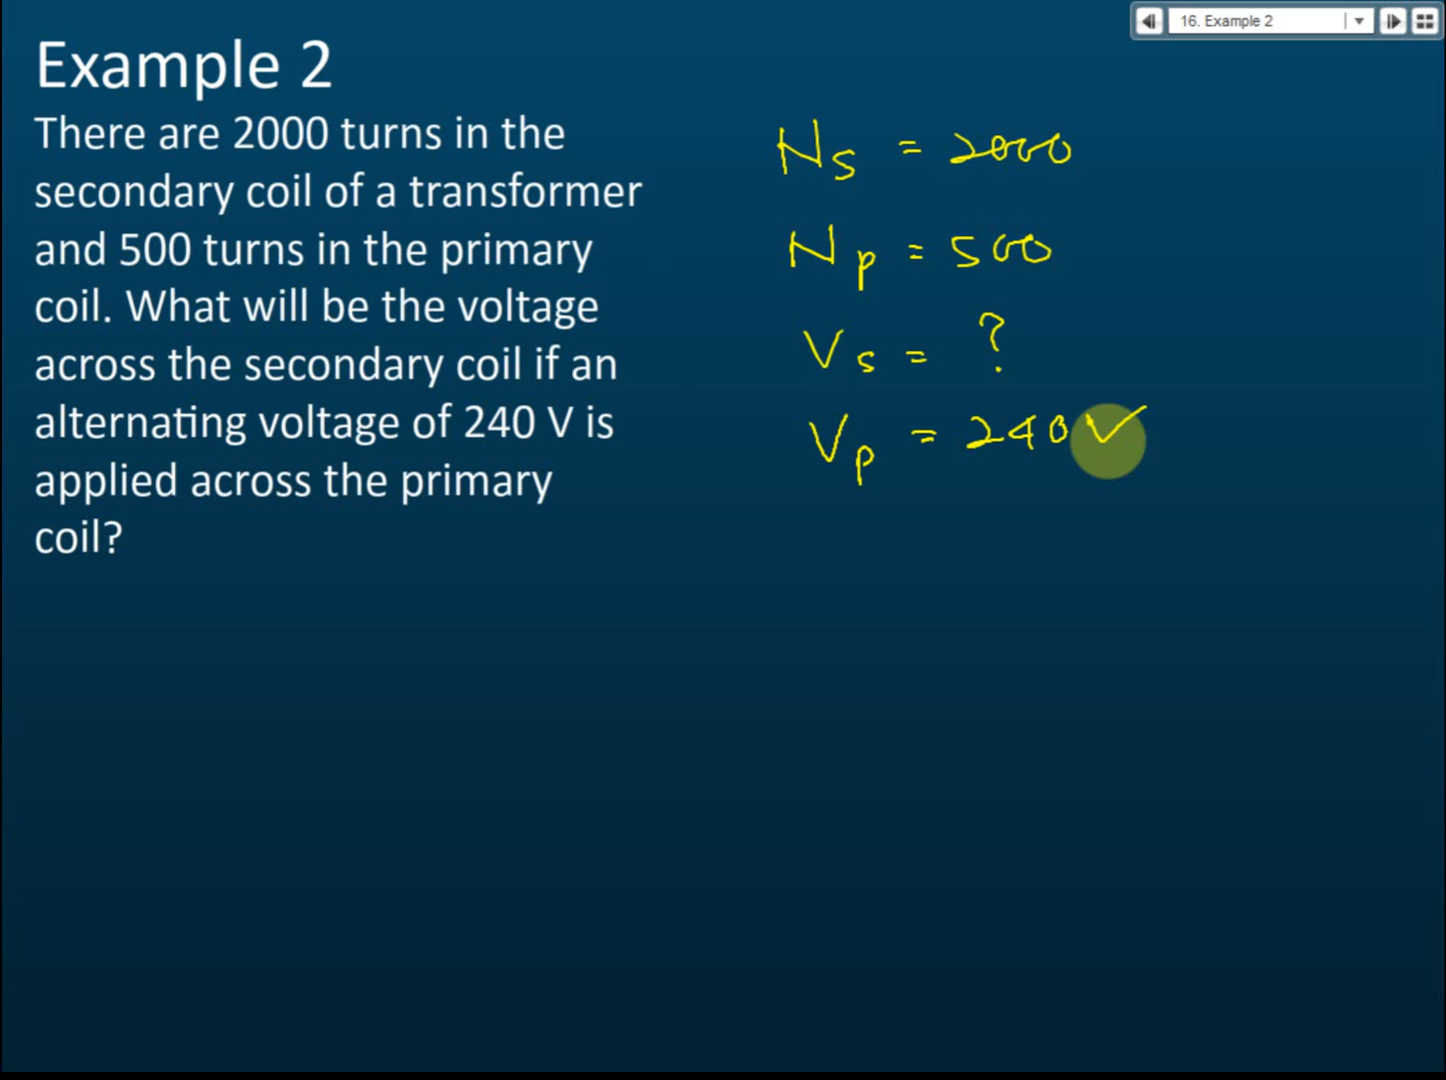 16. Example 2
Example 2
There are 2000 turns in the
secondary coil of a transformer
and 500 turns in the primary
coil. What will be the voltage
across the secondary coil if an
alternating voltage of 240 V is
applied across the primary
coil?
Ns = 2000
Np = 500
Vs = ?
Vp = 240V